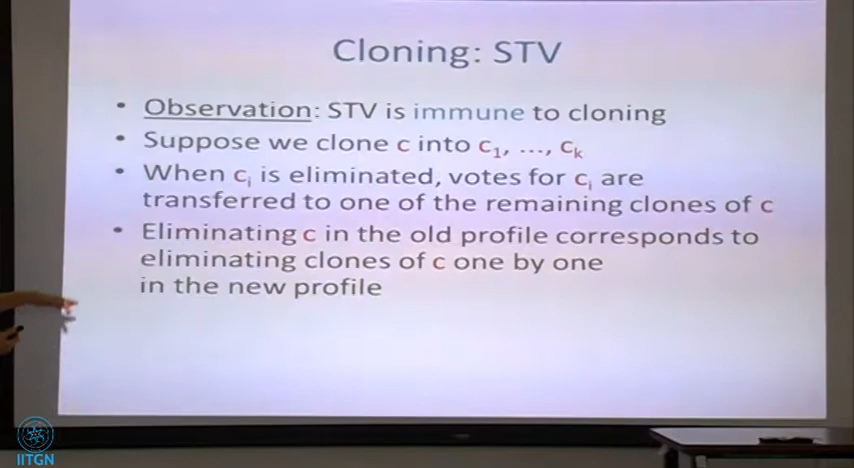 Cloning: STV
• Observation: STV is immune to cloning
• Suppose we clone c into c₁, ..., cₖ
• When cᵢ is eliminated, votes for cᵢ are
transferred to one of the remaining clones of c
• Eliminating c in the old profile corresponds to
eliminating clones of c one by one
in the new profile
IITGN